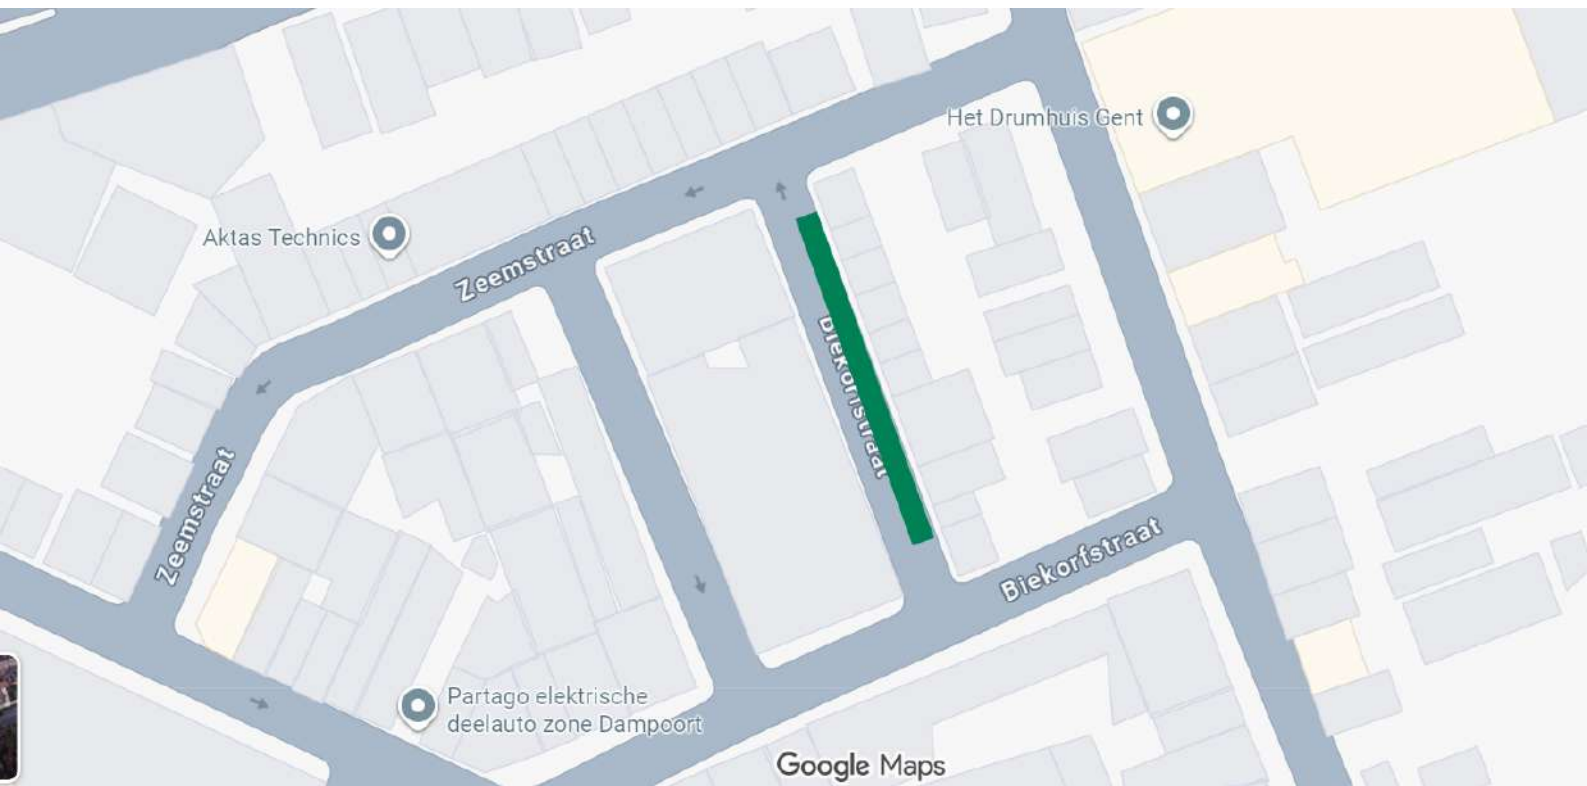 Het Drumhuis Gent
Aktas Technics
Zeemstraat
Biekorfstraat
Zeemstraat
Biekorfstraat
Partago elektrische
deelauto zone Dampoort
Google Maps